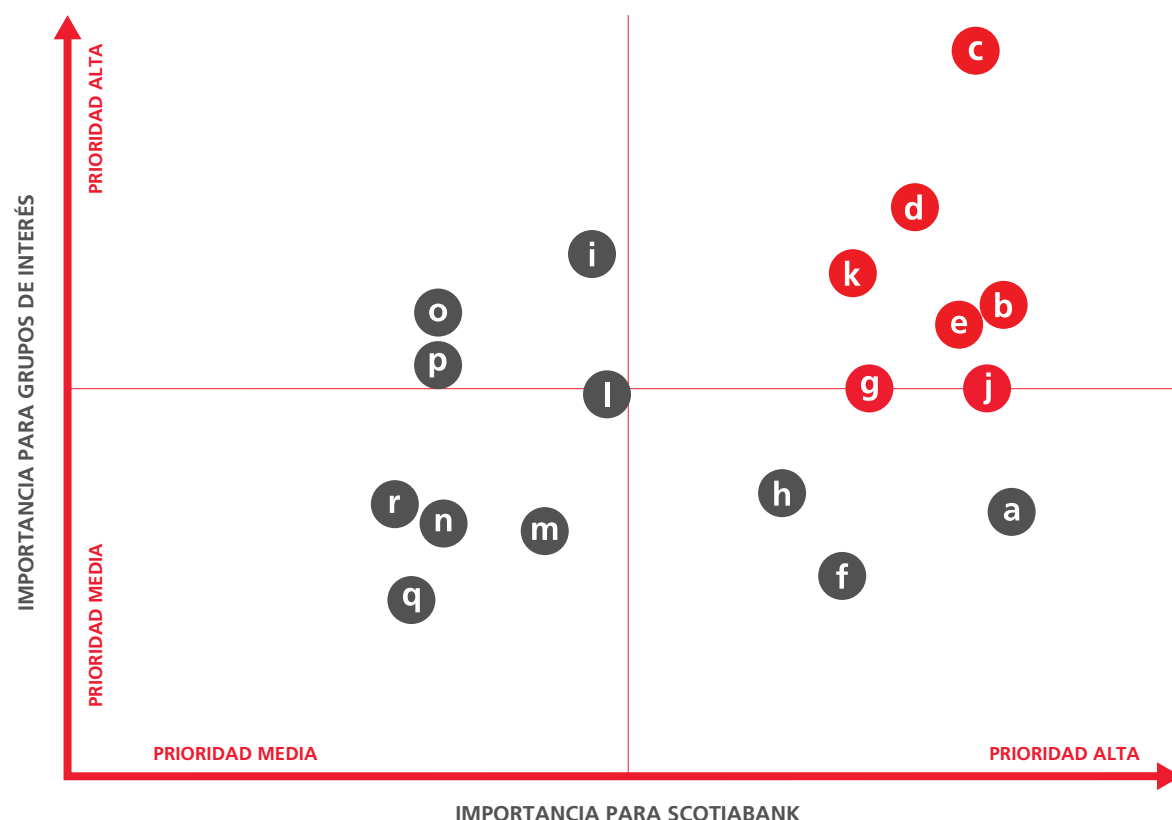 IMPORTANCIA PARA GRUPOS DE INTERÉS
PRIORIDAD ALTA
PRIORIDAD MEDIA
c
d
i
k
b
o
e
p
g
j
l
h
r
a
n
m
f
q
PRIORIDAD MEDIA
PRIORIDAD ALTA
IMPORTANCIA PARA SCOTIABANK